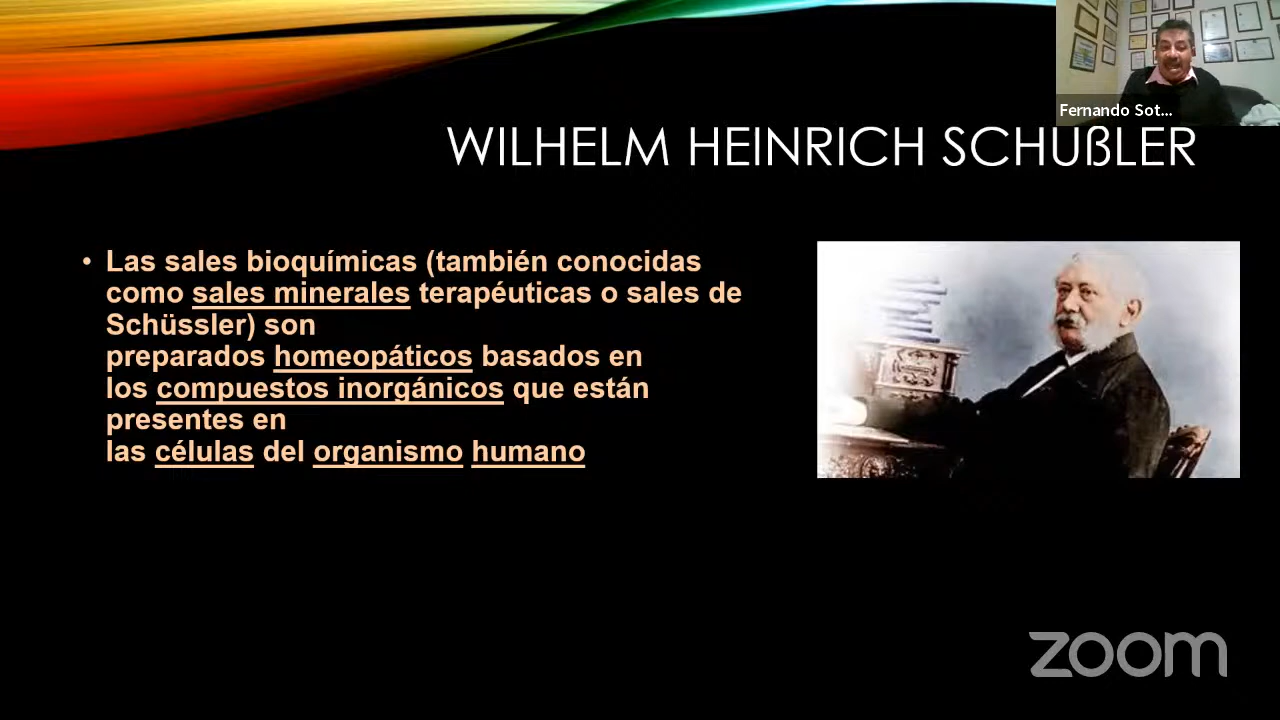 Fernando Sot...
WILHELM HEINRICH SCHUßLER
• Las sales bioquímicas (también conocidas
como sales minerales terapéuticas o sales de
Schüssler) son
preparados homeopáticos basados en
los compuestos inorgánicos que están
presentes en
las células del organismo humano
zoom